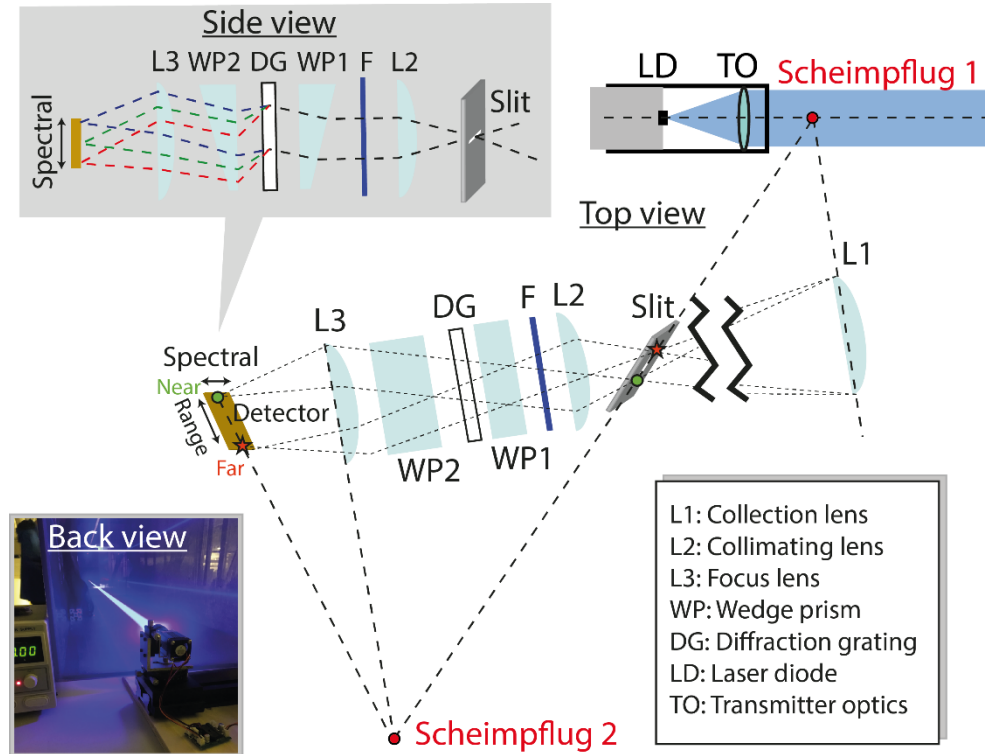 Side view
L3 WP2 DG WP1 F L2
Slit
Spectral
LD TO
Scheimpflug 1
Top view
L1
Slit
L2
F
DG
L3
Spectral
Near
Detector
Range
Far
WP2
WP1
Back view
.00
Scheimpflug 2
L1: Collection lens
L2: Collimating lens
L3: Focus lens
WP: Wedge prism
DG: Diffraction grating
LD: Laser diode
TO: Transmitter optics